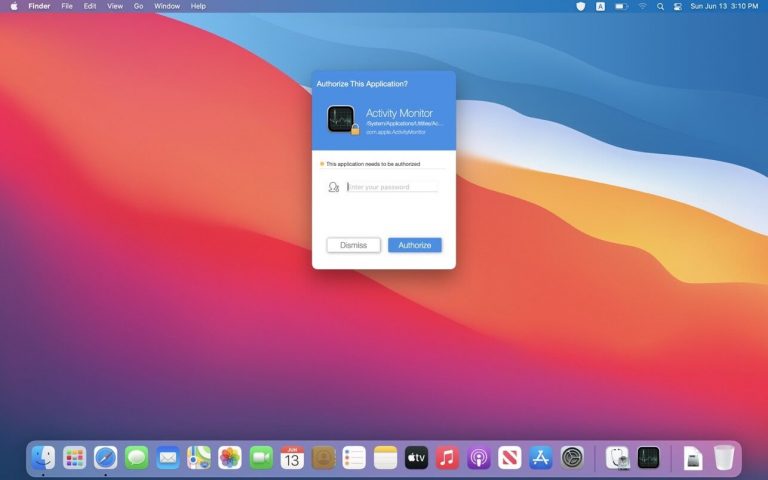 Finder File Edit View Go Window Help A Sun Jun 13 3:10 PM
Authorize This Application?
Activity Monitor
/System/Applications/Utilities/Ac...
com.apple.ActivityMonitor
This application needs to be authorized
Enter your password
Dismiss Authorize
JUN
13
tv